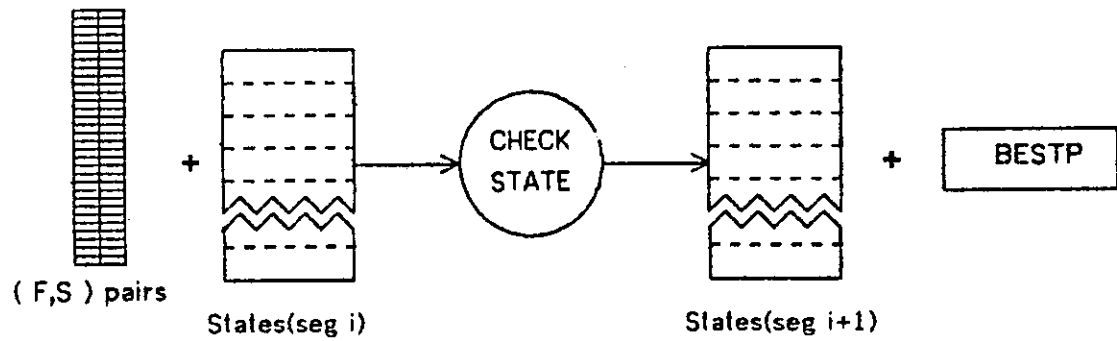 +
CHECK
STATE
+
BESTP
( F,S ) pairs
States(seg i)
States(seg i+1)